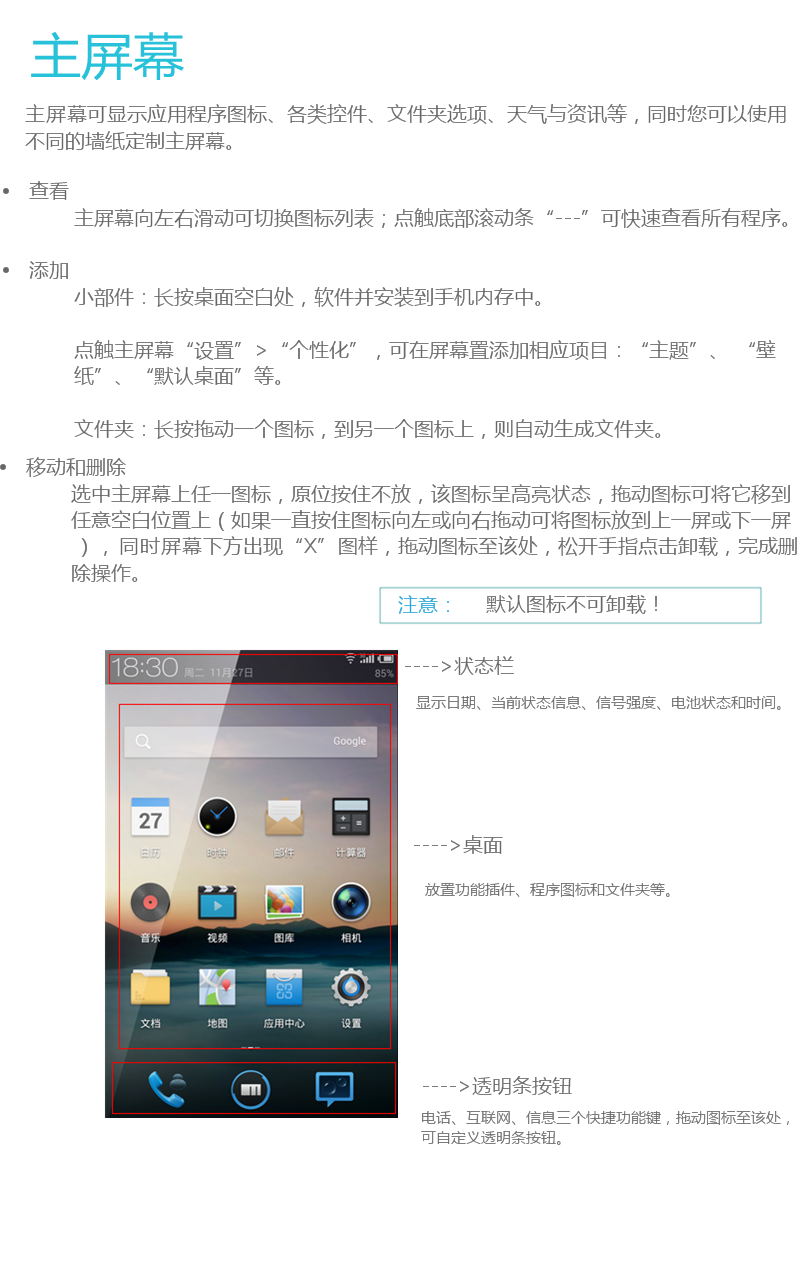 主屏幕
主屏幕可显示应用程序图标、各类控件、文件夹选项、天气与资讯等，同时您可以使用
不同的墙纸定制主屏幕。
• 查看
主屏幕向左右滑动可切换图标列表；点触底部滚动条“---”可快速查看所有程序。
• 添加
小部件：长按桌面空白处，软件并安装到手机内存中。
点触主屏幕“设置”>“个性化”，可在屏幕置添加相应项目：“主题”、 “壁
纸”、“默认桌面”等。
文件夹：长按拖动一个图标，到另一个图标上，则自动生成文件夹。
• 移动和删除
选中主屏幕上任一图标，原位按住不放，该图标呈高亮状态，拖动图标可将它移到
任意空白位置上（如果一直按住图标向左或向右拖动可将图标放到上一屏或下一屏
），同时屏幕下方出现“X”图样，拖动图标至该处，松开手指点击卸载，完成删
除操作。
注意： 默认图标不可卸载！
18:30 周二 11月27日
85%
---->状态栏
显示日期、当前状态信息、信号强度、电池状态和时间。
Google
27
日历 时钟 邮件 计算器
---->桌面
放置功能插件、程序图标和文件夹等。
音乐 视频 图库 相机
文档 地图 应用中心 设置
---->透明条按钮
电话、互联网、信息三个快捷功能键，拖动图标至该处，
可自定义透明条按钮。